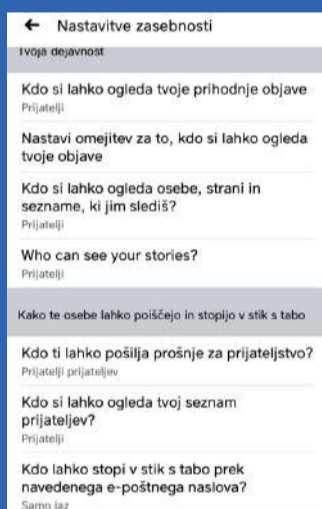 ← Nastavitve zasebnosti
Tvoja dejavnost
Kdo si lahko ogleda tvoje prihodnje objave
Prijatelji
Nastavi omejitev za to, kdo si lahko ogleda
tvoje objave
Kdo si lahko ogleda osebe, strani in
sezname, ki jim slediš?
Prijatelji
Who can see your stories?
Prijatelji
Kako te osebe lahko poiščejo in stopijo v stik s tabo
Kdo ti lahko pošilja prošnje za prijateljstvo?
Prijatelji prijateljev
Kdo si lahko ogleda tvoj seznam
prijateljev?
Prijatelji
Kdo lahko stopi v stik s tabo prek
navedenega e-poštnega naslova?
Samo jaz